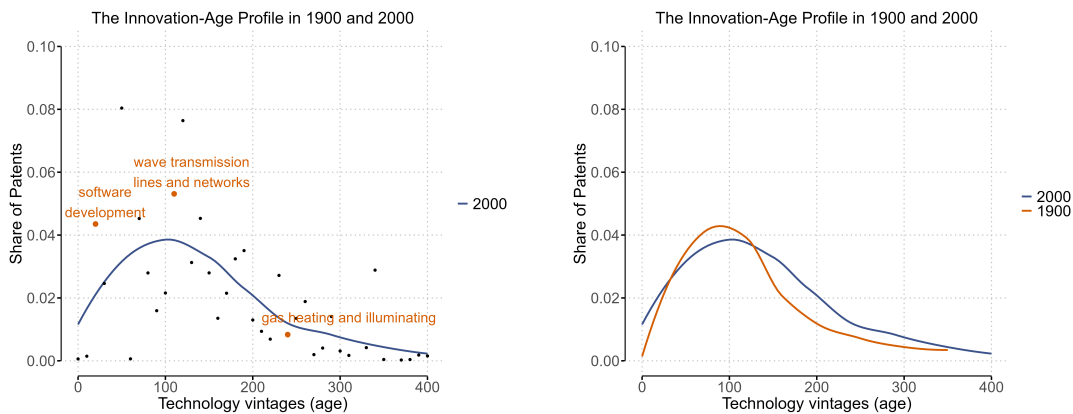 The Innovation-Age Profile in 1900 and 2000
Share of Patents
0.10
0.08
0.06
0.04
0.02
0.00
wave transmission
lines and networks
software
development
gas heating and illuminating
0 100 200 300 400
Technology vintages (age)
2000
The Innovation-Age Profile in 1900 and 2000
Share of Patents
0.10
0.08
0.06
0.04
0.02
0.00
0 100 200 300 400
Technology vintages (age)
2000
1900